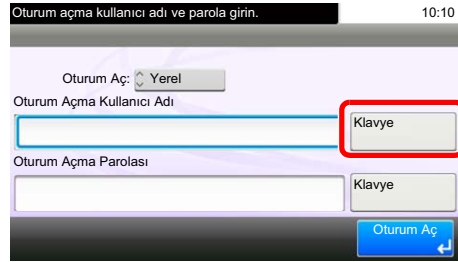 Oturum açma kullanıcı adı ve parola girin. 10:10
Oturum Aç: Yerel
Oturum Açma Kullanıcı Adı
Klavye
Oturum Açma Parolası
Klavye
Oturum Aç